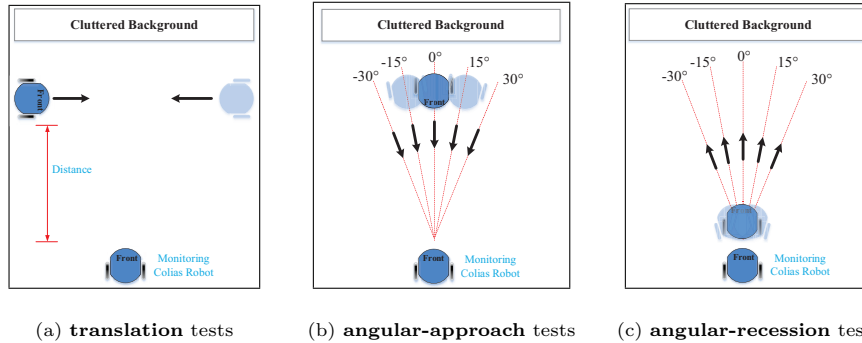 Cluttered Background
Front
Distance
Front
Monitoring
Colias Robot
(a) translation tests
Cluttered Background
-30°
-15°
0°
15°
30°
Front
Front
Monitoring
Colias Robot
(b) angular-approach tests
Cluttered Background
-30°
-15°
0°
15°
30°
Front
Front
Monitoring
Colias Robot
(c) angular-recession tes